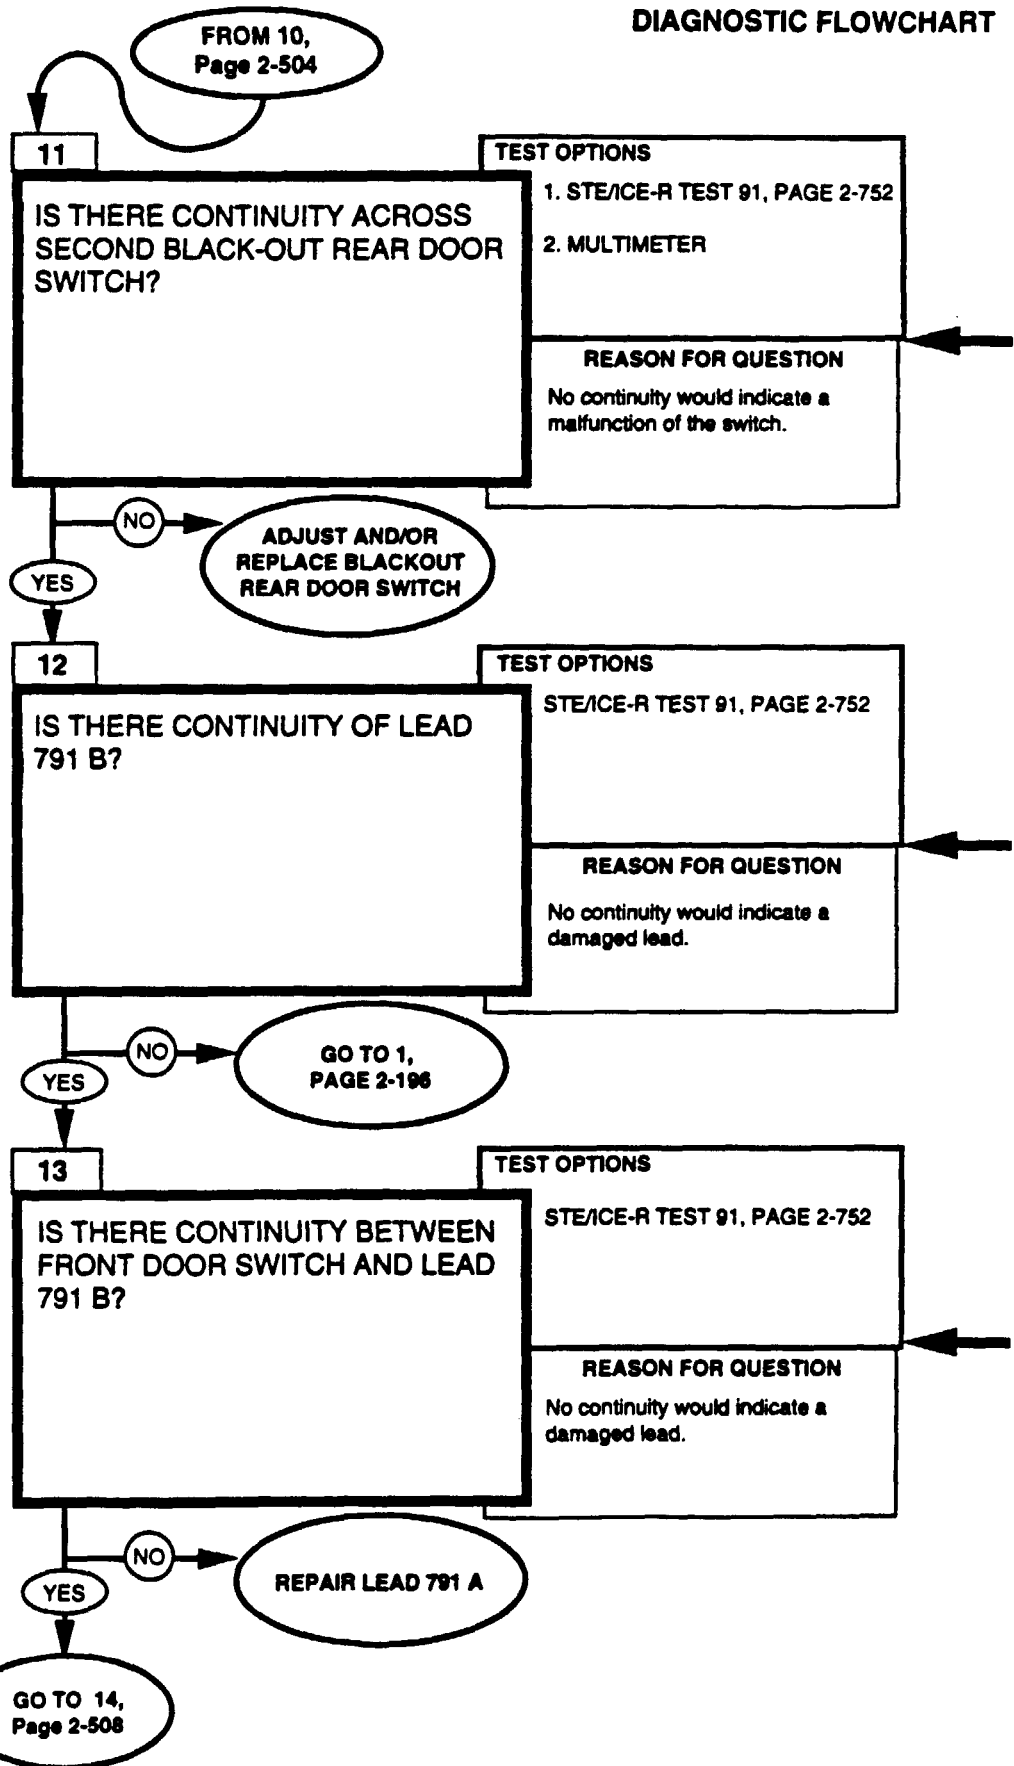 DIAGNOSTIC FLOWCHART
FROM 10,
Page 2-504
11
IS THERE CONTINUITY ACROSS
SECOND BLACK-OUT REAR DOOR
SWITCH?
TEST OPTIONS
1. STE/ICE-R TEST 91, PAGE 2-752
2. MULTIMETER
REASON FOR QUESTION
No continuity would indicate a
malfunction of the switch.
NO
ADJUST AND/OR
REPLACE BLACKOUT
REAR DOOR SWITCH
YES
12
IS THERE CONTINUITY OF LEAD
791 B?
TEST OPTIONS
STE/ICE-R TEST 91, PAGE 2-752
REASON FOR QUESTION
No continuity would indicate a
damaged lead.
NO
GO TO 1,
PAGE 2-196
YES
13
IS THERE CONTINUITY BETWEEN
FRONT DOOR SWITCH AND LEAD
791 B?
TEST OPTIONS
STE/ICE-R TEST 91, PAGE 2-752
REASON FOR QUESTION
No continuity would indicate a
damaged lead.
NO
REPAIR LEAD 791 A
YES
GO TO 14,
Page 2-508